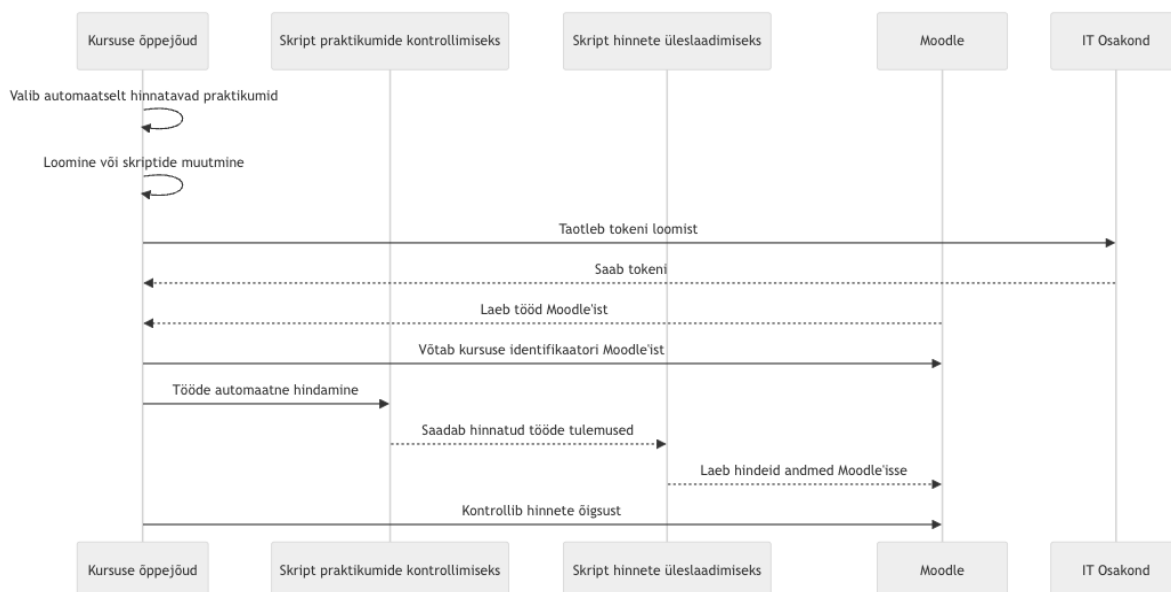 Kursuse õppejõud
Skript praktikumide kontrollimiseks
Skript hinnete üleslaadimiseks
Moodle
IT Osakond
Valib automaatselt hinnatavad praktikumid
Loomine või skriptide muutmine
Taotleb tokeni loomist
Saab tokeni
Laeb tööd Moodle'ist
Võtab kursuse identifikaatori Moodle'ist
Tööde automaatne hindamine
Saadab hinnatud tööde tulemused
Laeb hindeid andmed Moodle'isse
Kontrollib hinnete õigsust
Kursuse õppejõud
Skript praktikumide kontrollimiseks
Skript hinnete üleslaadimiseks
Moodle
IT Osakond